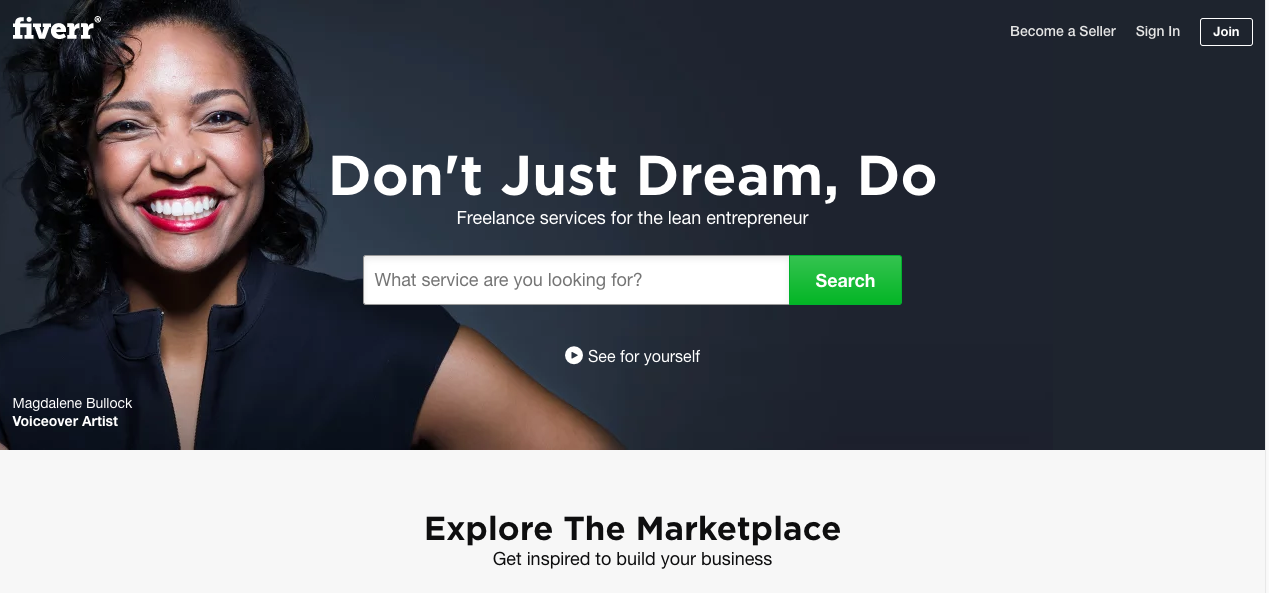 fiverr®
Become a Seller
Sign In
Join
Don't Just Dream, Do
Freelance services for the lean entrepreneur
What service are you looking for?
Search
See for yourself
Magdalene Bullock
Voiceover Artist
Explore The Marketplace
Get inspired to build your business